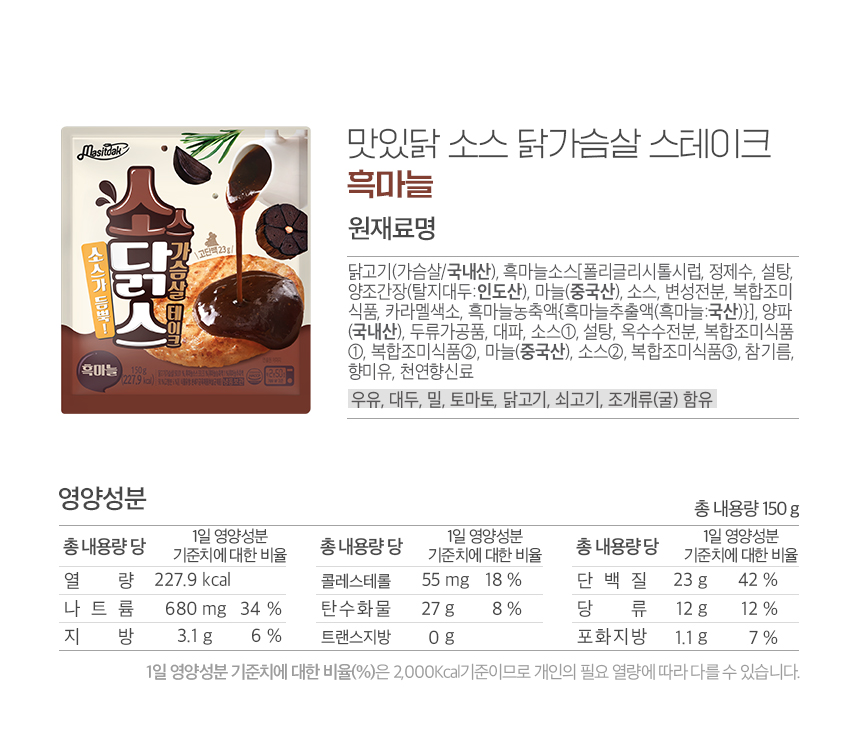 맛있닭 소스 닭가슴살 스테이크
흑마늘
원재료명
닭고기(가슴살/국내산), 흑마늘소스[폴리글리시톨시럽, 정제수, 설탕,
양조간장(탈지대두:인도산), 마늘(중국산), 소스, 변성전분, 복합조미
식품, 카라멜색소, 흑마늘농축액{흑마늘추출액(흑마늘:국산)}], 양파
(국내산), 두류가공품, 대파, 소스①, 설탕, 옥수수전분, 복합조미식품
①, 복합조미식품②, 마늘(중국산), 소스②, 복합조미식품③, 참기름,
향미유, 천연향신료
우유, 대두, 밀, 토마토, 닭고기, 쇠고기, 조개류(굴) 함유
Masitdak
소스
닭가슴살
스테이크
고단백 23g
소스가 듬뿍!
흑마늘
150g
(227.9 kcal)
영양성분
총 내용량 150 g
총 내용량 당 1일 영양성분 기준치에 대한 비율 총 내용량 당 1일 영양성분 기준치에 대한 비율 총 내용량 당 1일 영양성분 기준치에 대한 비율
열 량 227.9 kcal 콜레스테롤 55 mg 18 % 단 백 질 23 g 42 %
나 트 륨 680 mg 34 % 탄수화물 27 g 8 % 당 류 12 g 12 %
지 방 3.1 g 6 % 트랜스지방 0 g 포화지방 1.1 g 7 %
1일 영양성분 기준치에 대한 비율(%)은 2,000Kcal기준이므로 개인의 필요 열량에 따라 다를 수 있습니다.